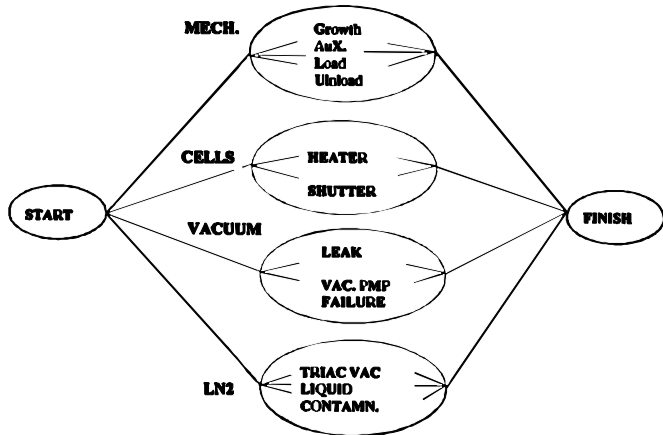 MECH.
Growth
AuX.
Load
Uinload
CELLS
HEATER
SHUTTER
START
FINISH
VACUUM
LEAK
VAC. PMP
FAILURE
LN2
TRIAC VAC
LIQUID
CONTAMN.